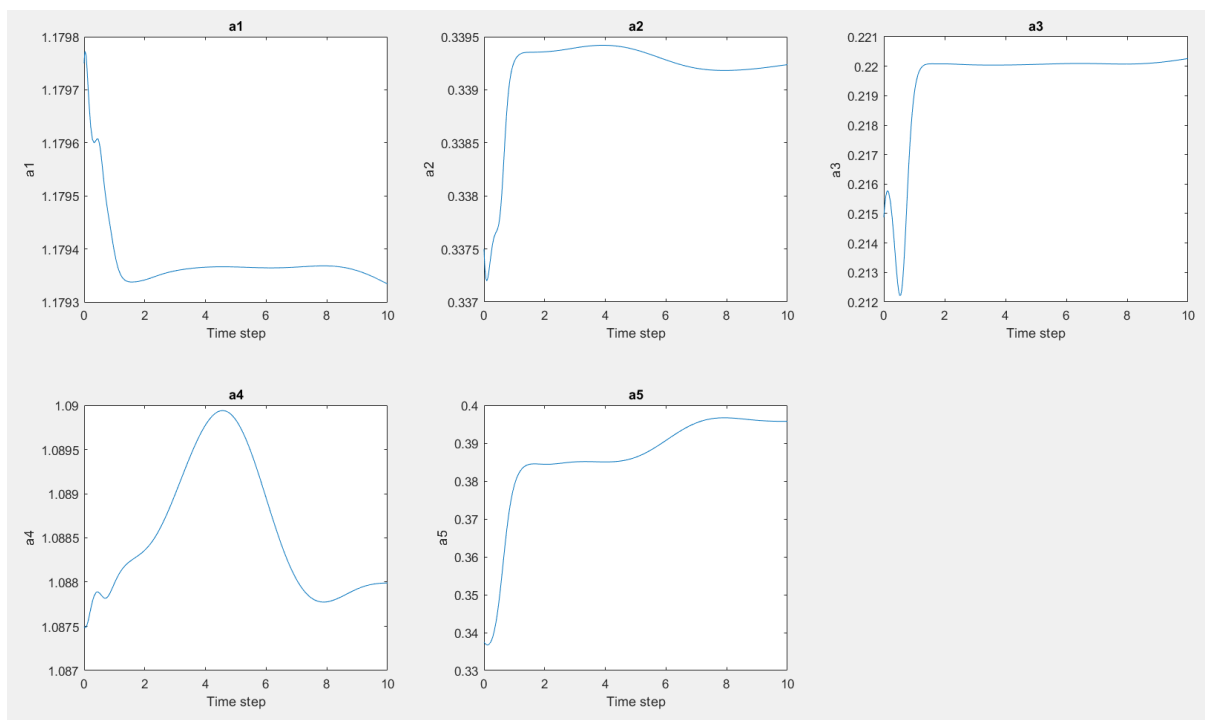 a1
1.1798
1.1797
1.1796
1.1795
1.1794
1.1793
a1
0 2 4 6 8 10
Time step
a2
0.3395
0.339
0.3385
0.338
0.3375
0.337
a2
0 2 4 6 8 10
Time step
a3
0.221
0.22
0.219
0.218
0.217
0.216
0.215
0.214
0.213
0.212
a3
0 2 4 6 8 10
Time step
a4
1.09
1.0895
1.089
1.0885
1.088
1.0875
1.087
a4
0 2 4 6 8 10
Time step
a5
0.4
0.39
0.38
0.37
0.36
0.35
0.34
0.33
a5
0 2 4 6 8 10
Time step